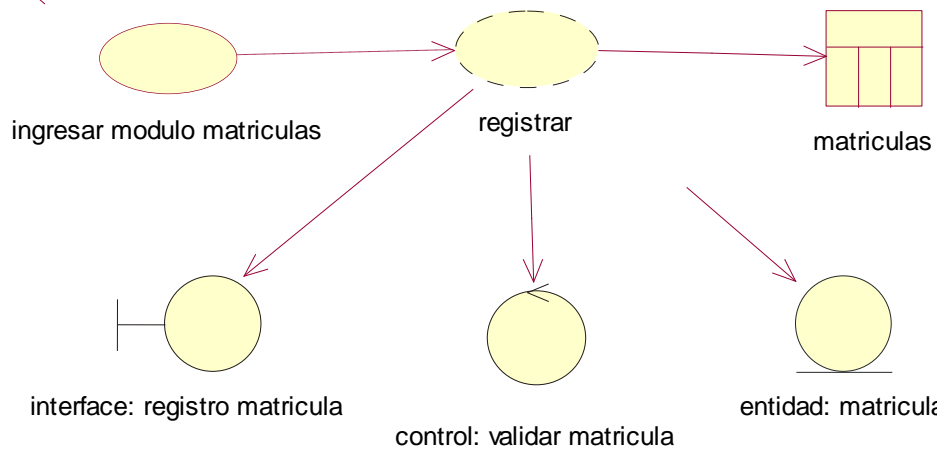 ingresar modulo matriculas
registrar
matriculas
interface: registro matricula
control: validar matricula
entidad: matricula